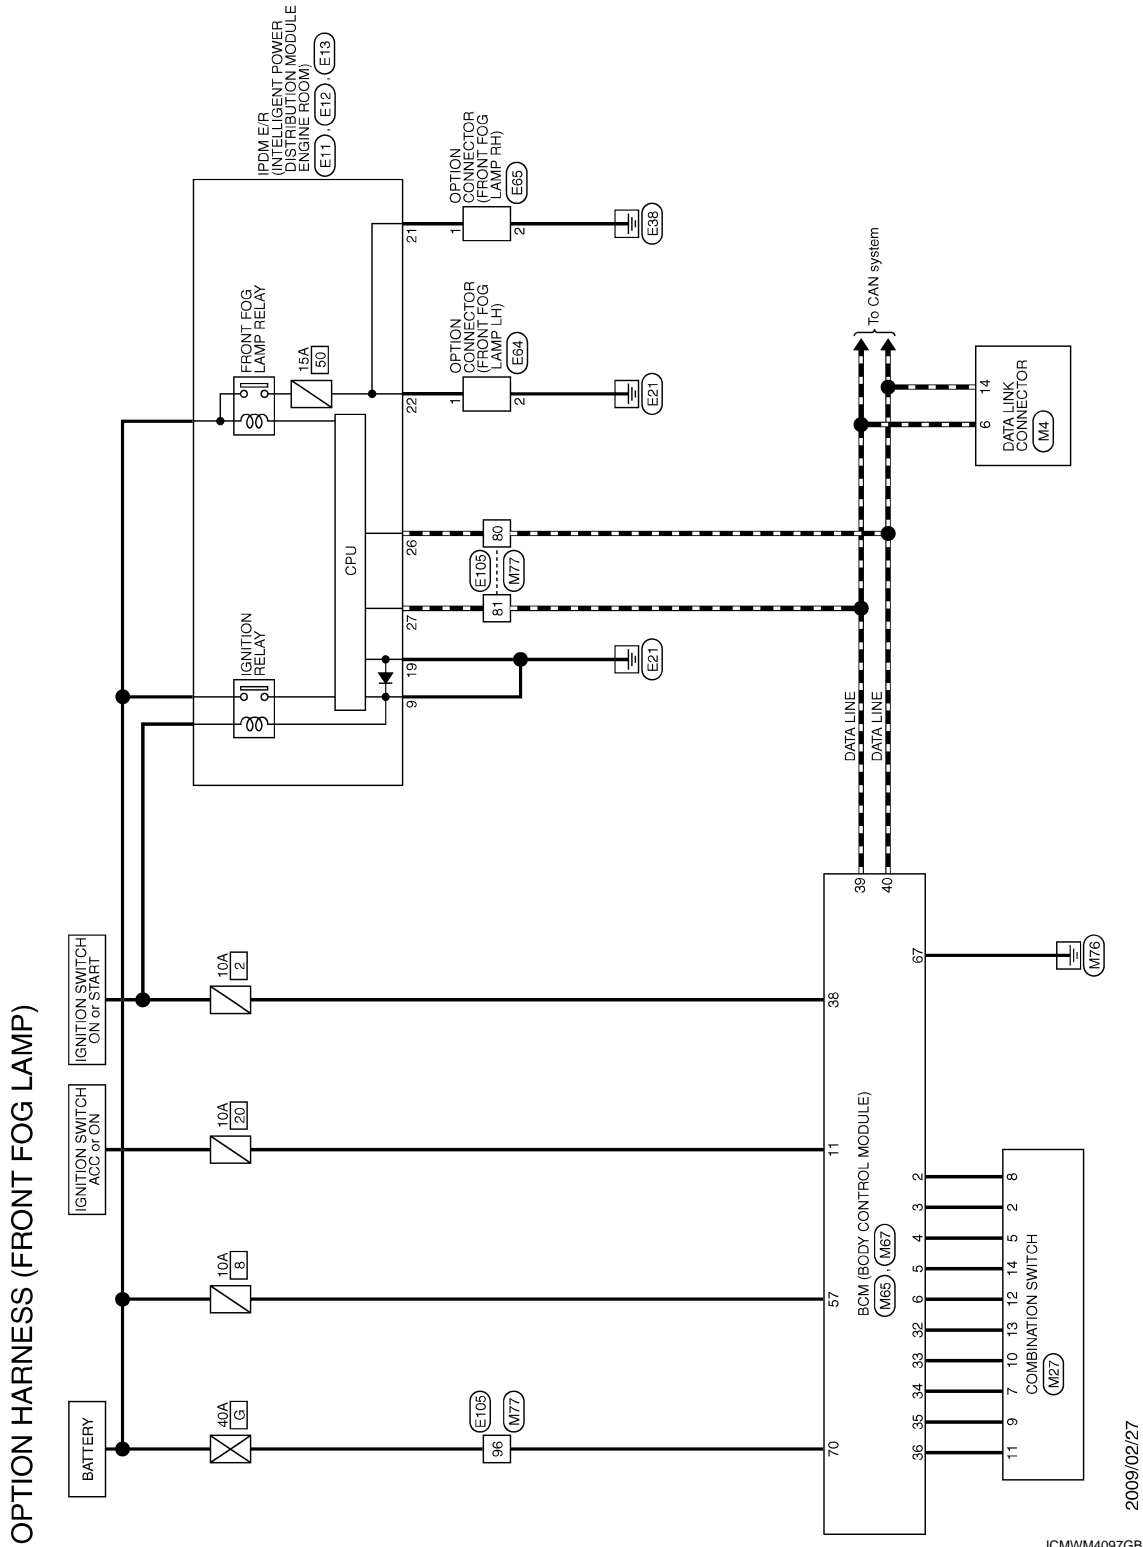 OPTION HARNESS (FRONT FOG LAMP)
BATTERY
IGNITION SWITCH
ACC or ON
IGNITION SWITCH
ON or START
40A
G
10A
8
10A
20
10A
2
IGNITION
RELAY
FRONT FOG
LAMP RELAY
15A
50
CPU
IPDM E/R
(INTELLIGENT POWER
DISTRIBUTION MODULE
ENGINE ROOM)
E11 , E12 , E13
9
19
27
26
22
21
E105
M77
96
81
E105
M77
80
1
OPTION
CONNECTOR
(FRONT FOG
LAMP LH)
E64
2
1
OPTION
CONNECTOR
(FRONT FOG
LAMP RH)
E65
2
E21
E21
E38
DATA LINE
DATA LINE
To CAN system
70
57
11
38
39
40
BCM (BODY CONTROL MODULE)
M65 , M67
36
35
34
33
32
6
5
4
3
2
67
11
9
7
10
13
12
14
5
2
8
COMBINATION SWITCH
M27
M76
6
14
DATA LINK
CONNECTOR
M4
2009/02/27
JCMWM4097GB